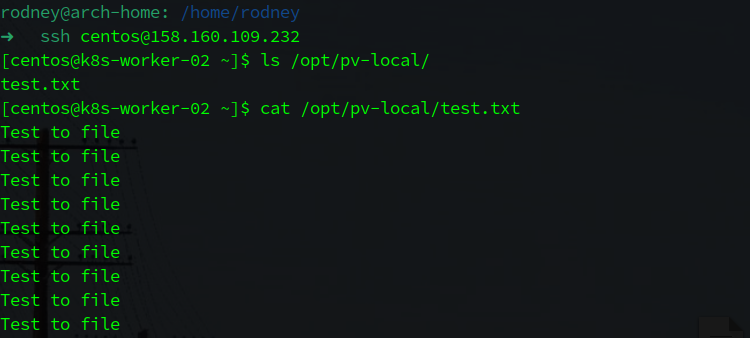 rodney@arch-home: /home/rodney
➜ ssh centos@158.160.109.232
[centos@k8s-worker-02 ~]$ ls /opt/pv-local/
test.txt
[centos@k8s-worker-02 ~]$ cat /opt/pv-local/test.txt
Test to file
Test to file
Test to file
Test to file
Test to file
Test to file
Test to file
Test to file
Test to file